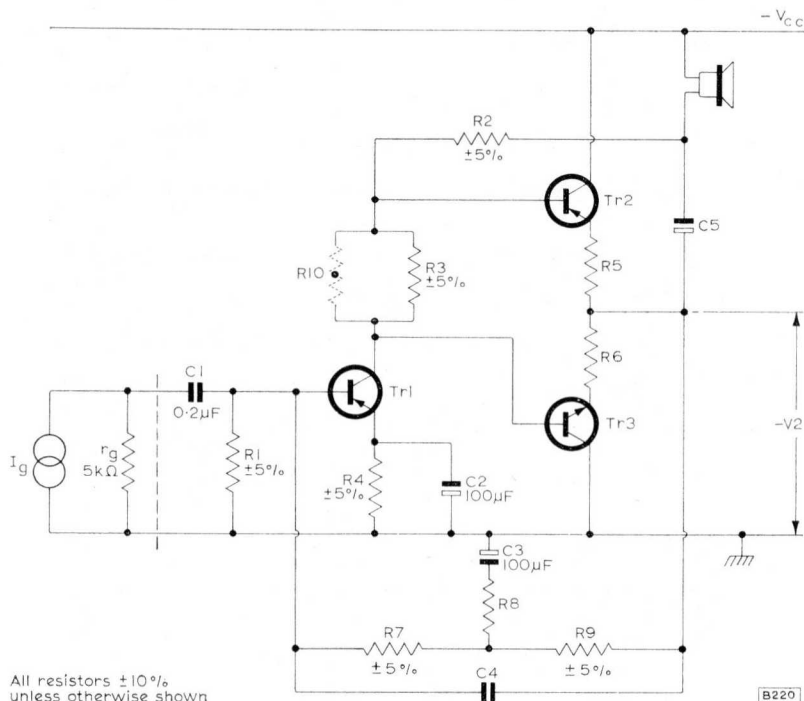 – Vcc
R2
±5%
Tr2
C5
R10
R3
±5%
R5
R6
C1
0·2μF
Tr1
Tr3
–V2
Ig
rg
5kΩ
R1
±5%
R4
±5%
C2
100μF
C3
100μF
R8
R7
±5%
R9
±5%
C4
All resistors ±10%
unless otherwise shown
B220